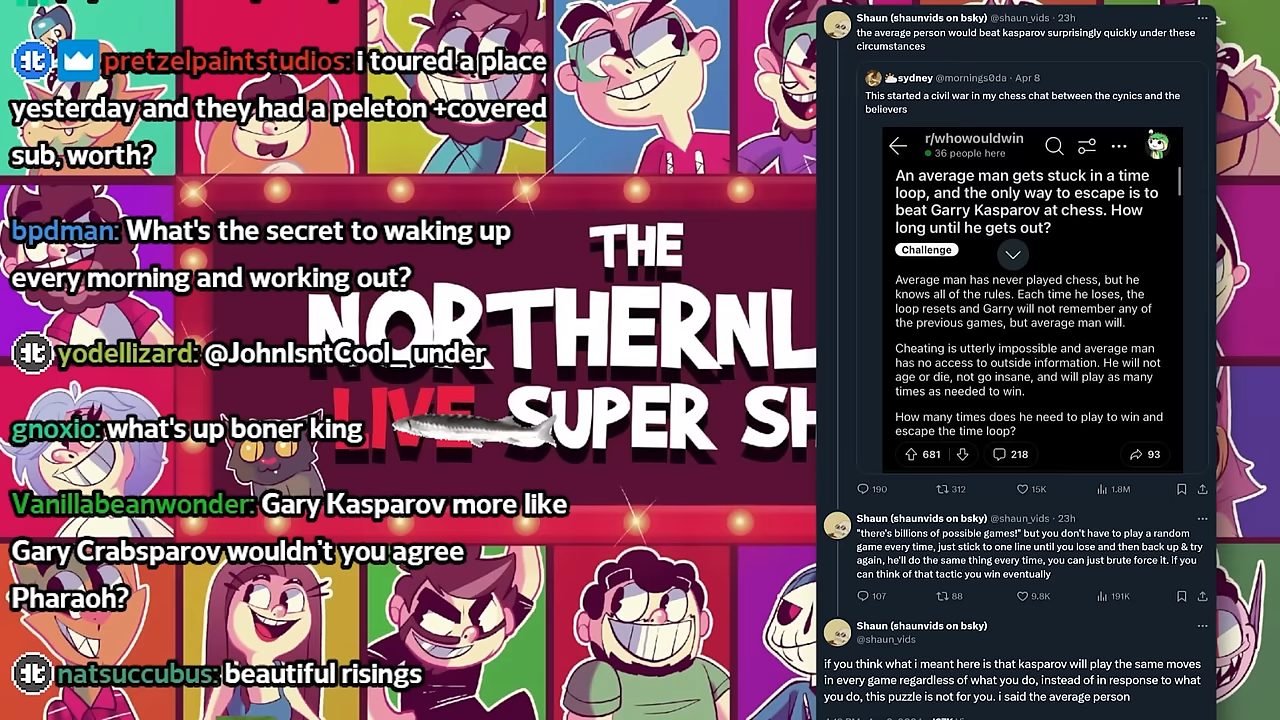 pretzelpaintstudios: i toured a place
yesterday and they had a peleton +covered
sub, worth?
bpdman: What's the secret to waking up
every morning and working out?
yodellizard: @JohnIsntCool_ under
gnoxio: what's up boner king
Vanillabeanwonder: Gary Kasparov more like
Gary Crabsparov wouldn't you agree
Pharaoh?
natsuccubus: beautiful risings
THE
NORTHERNL
LIVE SUPER SH
Shaun (shaunvids on bsky) @shaun_vids · 23h
the average person would beat kasparov surprisingly quickly under these
circumstances
sydney @mornings0da · Apr 8
This started a civil war in my chess chat between the cynics and the
believers
r/whowouldwin
36 people here
An average man gets stuck in a time
loop, and the only way to escape is to
beat Garry Kasparov at chess. How
long until he gets out?
Challenge
Average man has never played chess, but he
knows all of the rules. Each time he loses, the
loop resets and Garry will not remember any of
the previous games, but average man will.
Cheating is utterly impossible and average man
has no access to outside information. He will not
age or die, not go insane, and will play as many
times as needed to win.
How many times does he need to play to win and
escape the time loop?
681 218 93
190 312 15K 1.8M
Shaun (shaunvids on bsky) @shaun_vids · 23h
"there's billions of possible games!" but you don't have to play a random
game every time, just stick to one line until you lose and then back up & try
again, he'll do the same thing every time, you can just brute force it. if you
can think of that tactic you win eventually
107 88 9.8K 191K
Shaun (shaunvids on bsky)
@shaun_vids
if you think what i meant here is that kasparov will play the same moves
in every game regardless of what you do, instead of in response to what
you do, this puzzle is not for you. i said the average person